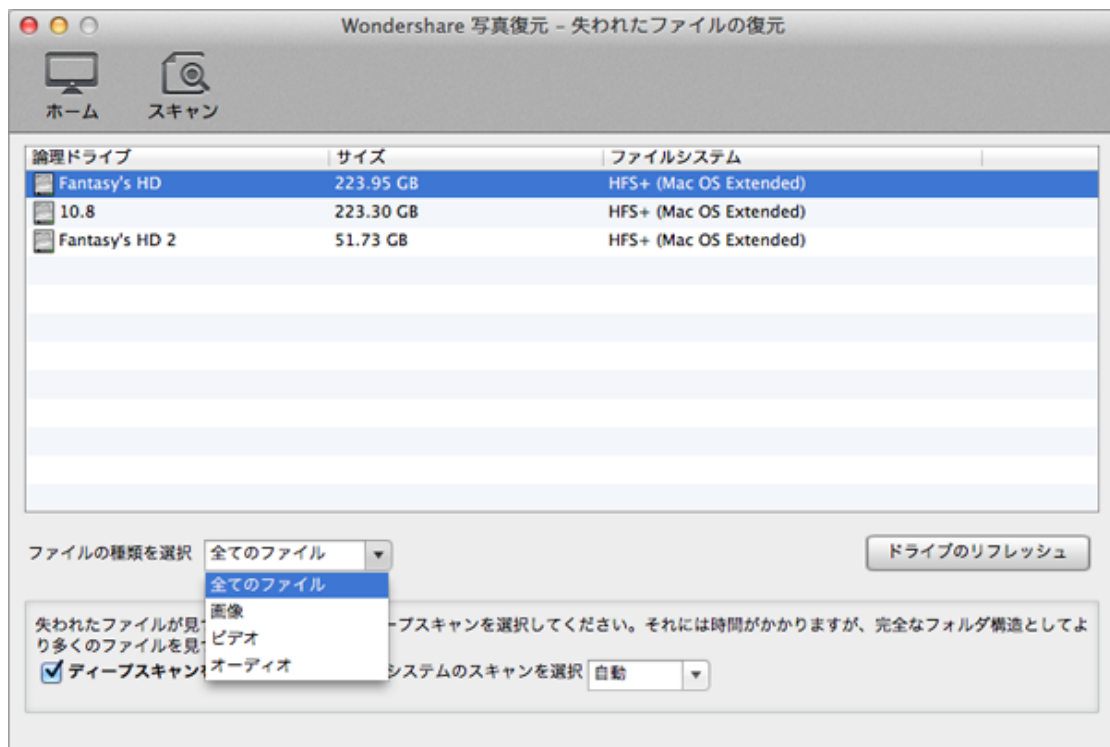 Wondershare 写真復元 – 失われたファイルの復元
ホーム スキャン
論理ドライブ サイズ ファイルシステム
Fantasy's HD 223.95 GB HFS+ (Mac OS Extended)
10.8 223.30 GB HFS+ (Mac OS Extended)
Fantasy's HD 2 51.73 GB HFS+ (Mac OS Extended)
ファイルの種類を選択 全てのファイル ドライブのリフレッシュ
全てのファイル
画像
ビデオ
オーディオ
失われたファイルが見 ープスキャンを選択してください。それには時間がかかりますが、完全なフォルダ構造としてよ
り多くのファイルを見
ディープスキャン システムのスキャンを選択 自動